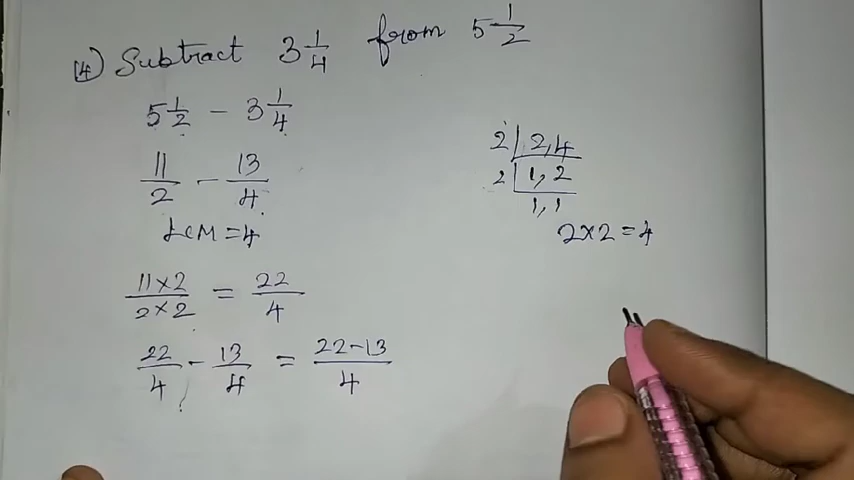 (4) Subtract 3 1/4 from 5 1/2
5 1/2 - 3 1/4
11/2 - 13/4
LCM = 4
11×2/2×2 = 22/4
22/4 - 13/4 = 22-13/4
2 | 2, 4
2 | 1, 2
1, 1
2×2 = 4